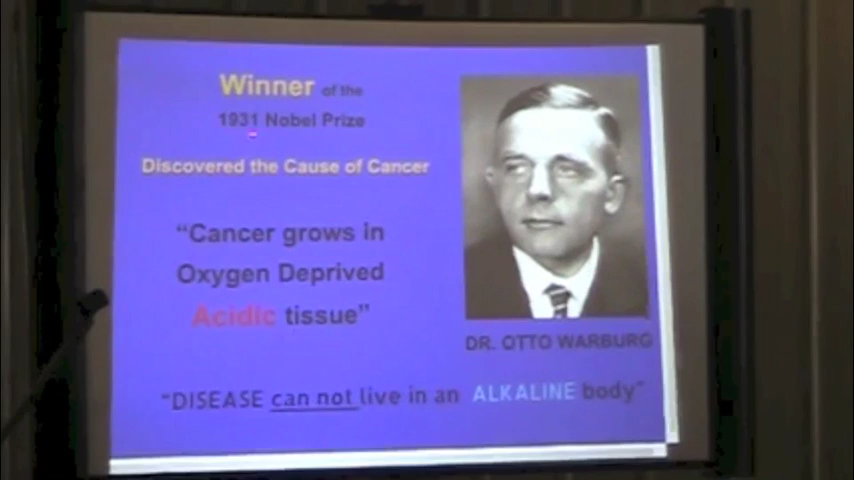 Winner of the
1931 Nobel Prize
Discovered the Cause of Cancer
“Cancer grows in
Oxygen Deprived
Acidic tissue”
DR. OTTO WARBURG
“DISEASE can not live in an ALKALINE body”